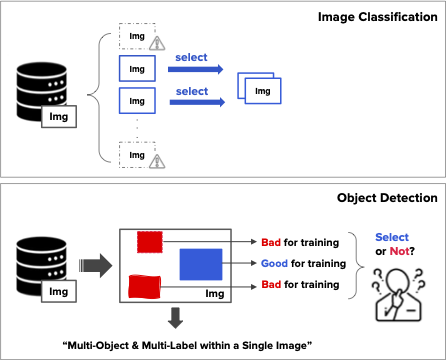 Image Classification
Img
Img
select
Img
select
Img
Img
Img
Object Detection
Img
Img
Bad for training
Good for training
Bad for training
Select
or Not?
? ? ? ?
“Multi-Object & Multi-Label within a Single Image”